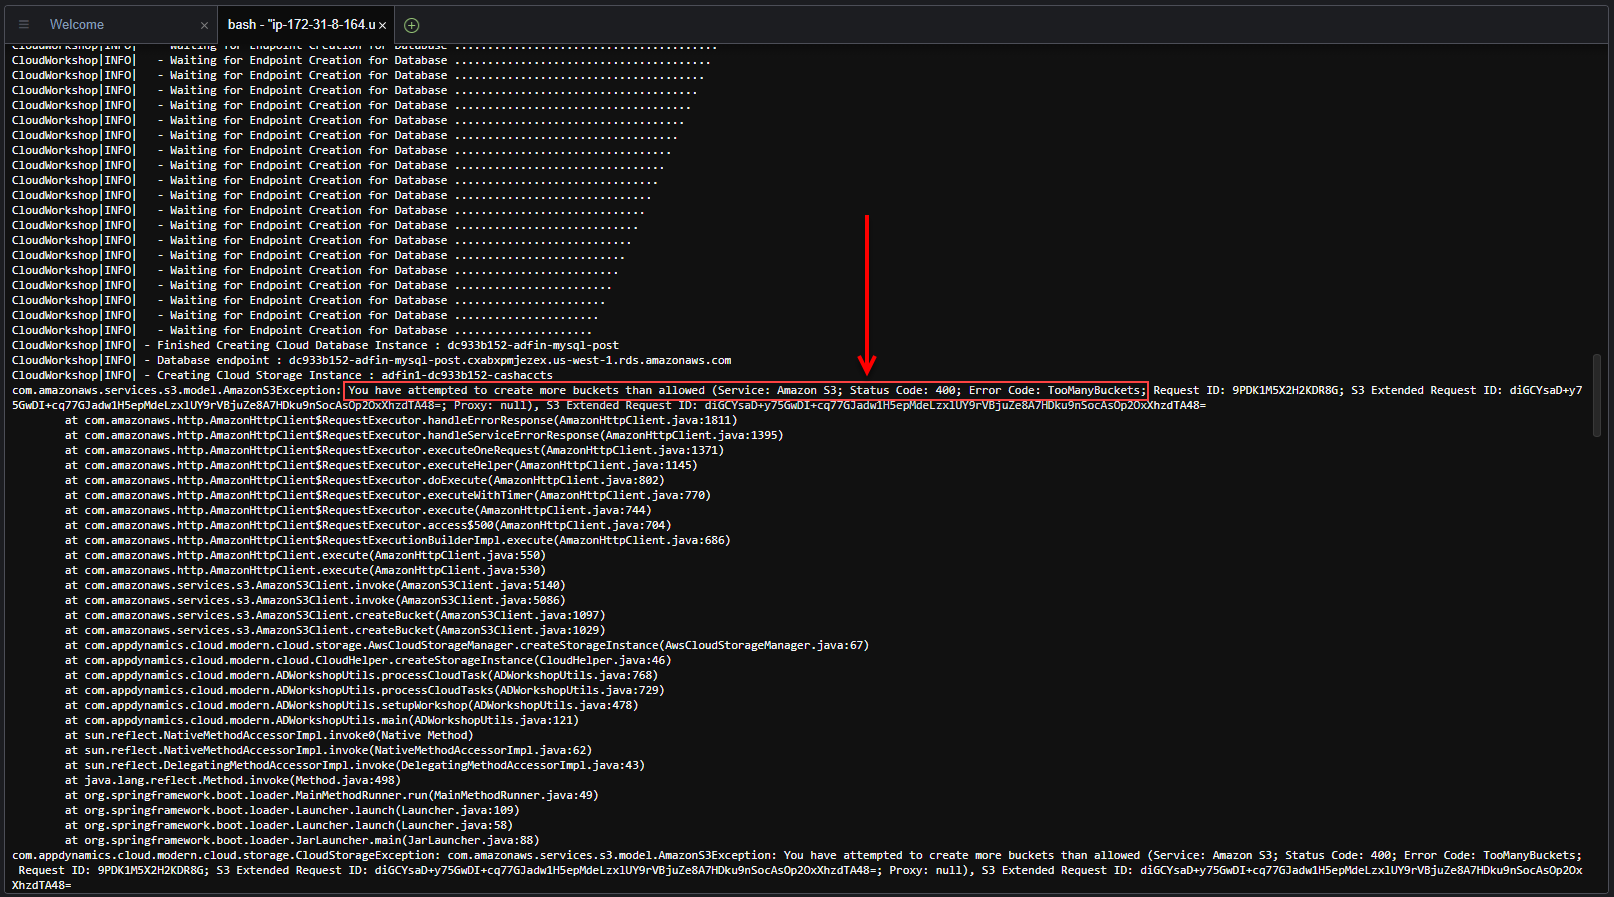 Welcome
bash - "ip-172-31-8-164.u
CloudWorkshop|INFO|   - Waiting for Endpoint Creation for Database ........................................
CloudWorkshop|INFO|   - Waiting for Endpoint Creation for Database .......................................
CloudWorkshop|INFO|   - Waiting for Endpoint Creation for Database ......................................
CloudWorkshop|INFO|   - Waiting for Endpoint Creation for Database .....................................
CloudWorkshop|INFO|   - Waiting for Endpoint Creation for Database ....................................
CloudWorkshop|INFO|   - Waiting for Endpoint Creation for Database ...................................
CloudWorkshop|INFO|   - Waiting for Endpoint Creation for Database ..................................
CloudWorkshop|INFO|   - Waiting for Endpoint Creation for Database .................................
CloudWorkshop|INFO|   - Waiting for Endpoint Creation for Database ................................
CloudWorkshop|INFO|   - Waiting for Endpoint Creation for Database ...............................
CloudWorkshop|INFO|   - Waiting for Endpoint Creation for Database ..............................
CloudWorkshop|INFO|   - Waiting for Endpoint Creation for Database .............................
CloudWorkshop|INFO|   - Waiting for Endpoint Creation for Database ............................
CloudWorkshop|INFO|   - Waiting for Endpoint Creation for Database ...........................
CloudWorkshop|INFO|   - Waiting for Endpoint Creation for Database ..........................
CloudWorkshop|INFO|   - Waiting for Endpoint Creation for Database .........................
CloudWorkshop|INFO|   - Waiting for Endpoint Creation for Database ........................
CloudWorkshop|INFO|   - Waiting for Endpoint Creation for Database .......................
CloudWorkshop|INFO|   - Waiting for Endpoint Creation for Database ......................
CloudWorkshop|INFO|   - Waiting for Endpoint Creation for Database .....................
CloudWorkshop|INFO| - Finished Creating Cloud Database Instance : dc933b152-adfin-mysql-post
CloudWorkshop|INFO| - Database endpoint : dc933b152-adfin-mysql-post.cxabxpmjezex.us-west-1.rds.amazonaws.com
CloudWorkshop|INFO| - Creating Cloud Storage Instance : adfin1-dc933b152-cashaccts
com.amazonaws.services.s3.model.AmazonS3Exception: You have attempted to create more buckets than allowed (Service: Amazon S3; Status Code: 400; Error Code: TooManyBuckets; Request ID: 9PDK1M5X2H2KDR8G; S3 Extended Request ID: diGCYsaD+y7
5GwDI+cq77GJadw1H5epMdeLzxlUY9rVBjuZe8A7HDku9nSocAsOp2OxXhzdTA48=; Proxy: null), S3 Extended Request ID: diGCYsaD+y75GwDI+cq77GJadw1H5epMdeLzxlUY9rVBjuZe8A7HDku9nSocAsOp2OxXhzdTA48=
at com.amazonaws.http.AmazonHttpClient$RequestExecutor.handleErrorResponse(AmazonHttpClient.java:1811)
at com.amazonaws.http.AmazonHttpClient$RequestExecutor.handleServiceErrorResponse(AmazonHttpClient.java:1395)
at com.amazonaws.http.AmazonHttpClient$RequestExecutor.executeOneRequest(AmazonHttpClient.java:1371)
at com.amazonaws.http.AmazonHttpClient$RequestExecutor.executeHelper(AmazonHttpClient.java:1145)
at com.amazonaws.http.AmazonHttpClient$RequestExecutor.doExecute(AmazonHttpClient.java:802)
at com.amazonaws.http.AmazonHttpClient$RequestExecutor.executeWithTimer(AmazonHttpClient.java:770)
at com.amazonaws.http.AmazonHttpClient$RequestExecutor.execute(AmazonHttpClient.java:744)
at com.amazonaws.http.AmazonHttpClient$RequestExecutor.access$500(AmazonHttpClient.java:704)
at com.amazonaws.http.AmazonHttpClient$RequestExecutionBuilderImpl.execute(AmazonHttpClient.java:686)
at com.amazonaws.http.AmazonHttpClient.execute(AmazonHttpClient.java:550)
at com.amazonaws.http.AmazonHttpClient.execute(AmazonHttpClient.java:530)
at com.amazonaws.services.s3.AmazonS3Client.invoke(AmazonS3Client.java:5140)
at com.amazonaws.services.s3.AmazonS3Client.invoke(AmazonS3Client.java:5086)
at com.amazonaws.services.s3.AmazonS3Client.createBucket(AmazonS3Client.java:1097)
at com.amazonaws.services.s3.AmazonS3Client.createBucket(AmazonS3Client.java:1029)
at com.appdynamics.cloud.modern.cloud.storage.AwsCloudStorageManager.createStorageInstance(AwsCloudStorageManager.java:67)
at com.appdynamics.cloud.modern.cloud.CloudHelper.createStorageInstance(CloudHelper.java:46)
at com.appdynamics.cloud.modern.ADWorkshopUtils.processCloudTask(ADWorkshopUtils.java:768)
at com.appdynamics.cloud.modern.ADWorkshopUtils.processCloudTasks(ADWorkshopUtils.java:729)
at com.appdynamics.cloud.modern.ADWorkshopUtils.setupWorkshop(ADWorkshopUtils.java:478)
at com.appdynamics.cloud.modern.ADWorkshopUtils.main(ADWorkshopUtils.java:121)
at sun.reflect.NativeMethodAccessorImpl.invoke0(Native Method)
at sun.reflect.NativeMethodAccessorImpl.invoke(NativeMethodAccessorImpl.java:62)
at sun.reflect.DelegatingMethodAccessorImpl.invoke(DelegatingMethodAccessorImpl.java:43)
at java.lang.reflect.Method.invoke(Method.java:498)
at org.springframework.boot.loader.MainMethodRunner.run(MainMethodRunner.java:49)
at org.springframework.boot.loader.Launcher.launch(Launcher.java:109)
at org.springframework.boot.loader.Launcher.launch(Launcher.java:58)
at org.springframework.boot.loader.JarLauncher.main(JarLauncher.java:88)
com.appdynamics.cloud.modern.cloud.storage.CloudStorageException: com.amazonaws.services.s3.model.AmazonS3Exception: You have attempted to create more buckets than allowed (Service: Amazon S3; Status Code: 400; Error Code: TooManyBuckets;
Request ID: 9PDK1M5X2H2KDR8G; S3 Extended Request ID: diGCYsaD+y75GwDI+cq77GJadw1H5epMdeLzxlUY9rVBjuZe8A7HDku9nSocAsOp2OxXhzdTA48=; Proxy: null), S3 Extended Request ID: diGCYsaD+y75GwDI+cq77GJadw1H5epMdeLzxlUY9rVBjuZe8A7HDku9nSocAsOp2Ox
XhzdTA48=